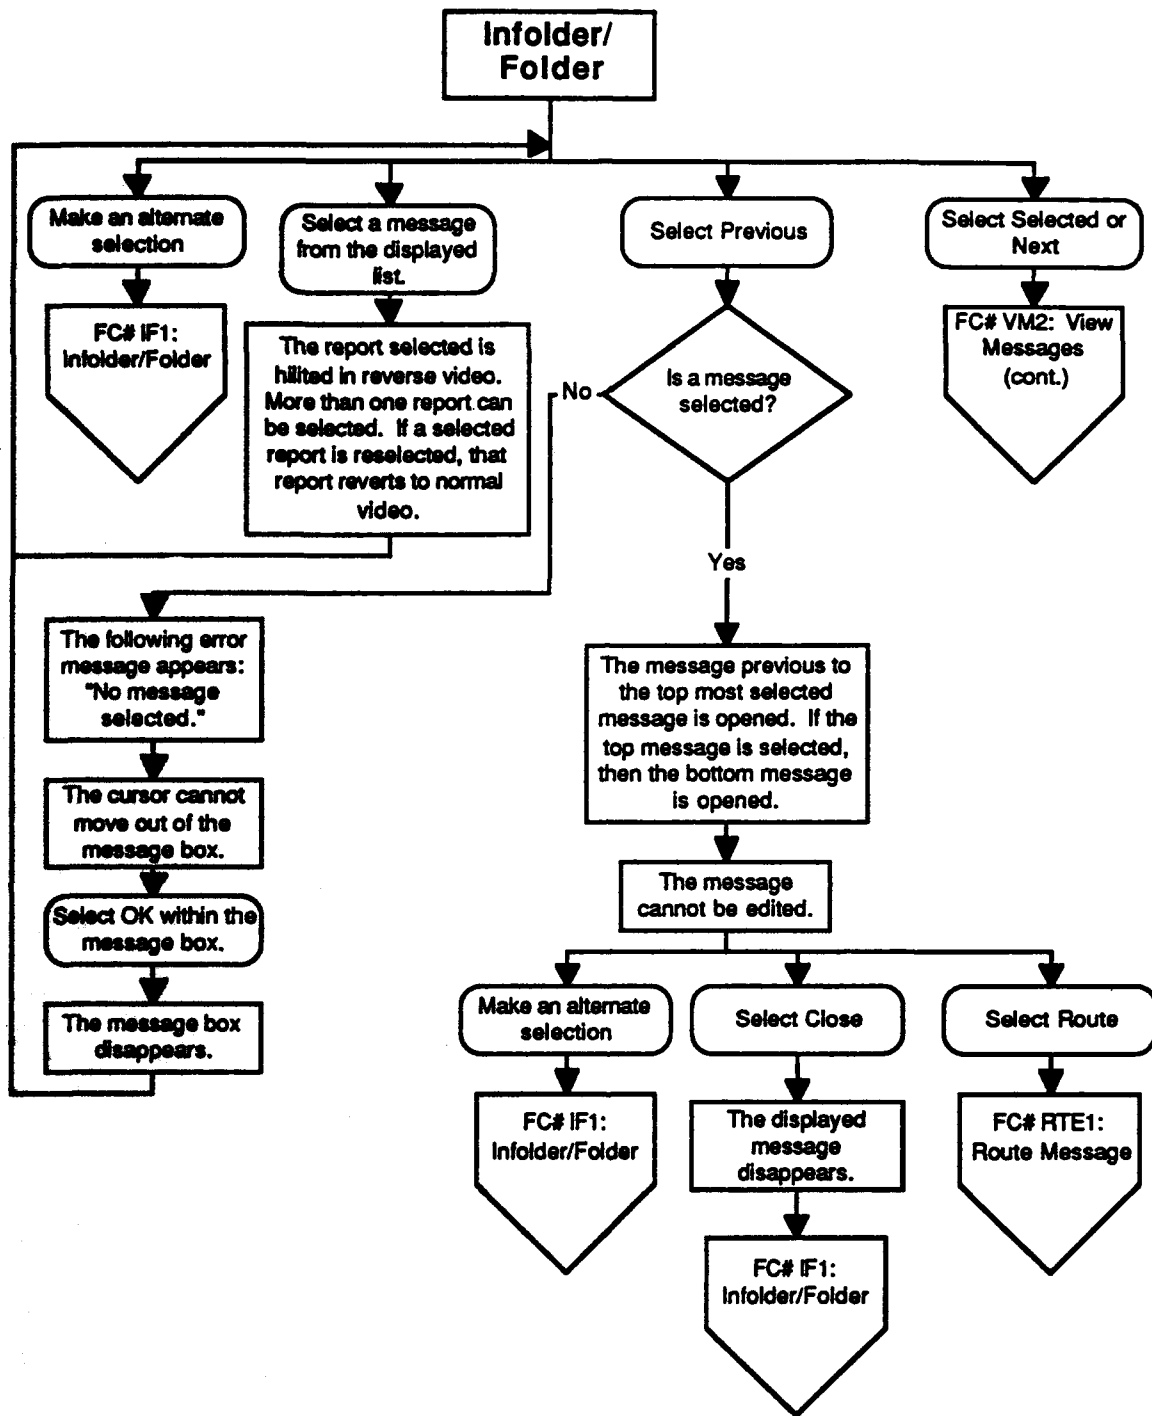 Infolder/
Folder
Make an alternate
selection
FC# IF1:
Infolder/Folder
Select a message
from the displayed
list.
The report selected is
hilited in reverse video.
More than one report can
be selected. If a selected
report is reselected, that
report reverts to normal
video.
Select Previous
Is a message
selected?
No
Yes
Select Selected or
Next
FC# VM2: View
Messages
(cont.)
The following error
message appears:
"No message
selected."
The cursor cannot
move out of the
message box.
Select OK within the
message box.
The message box
disappears.
The message previous to
the top most selected
message is opened. If the
top message is selected,
then the bottom message
is opened.
The message
cannot be edited.
Make an alternate
selection
FC# IF1:
Infolder/Folder
Select Close
The displayed
message
disappears.
FC# IF1:
Infolder/Folder
Select Route
FC# RTE1:
Route Message